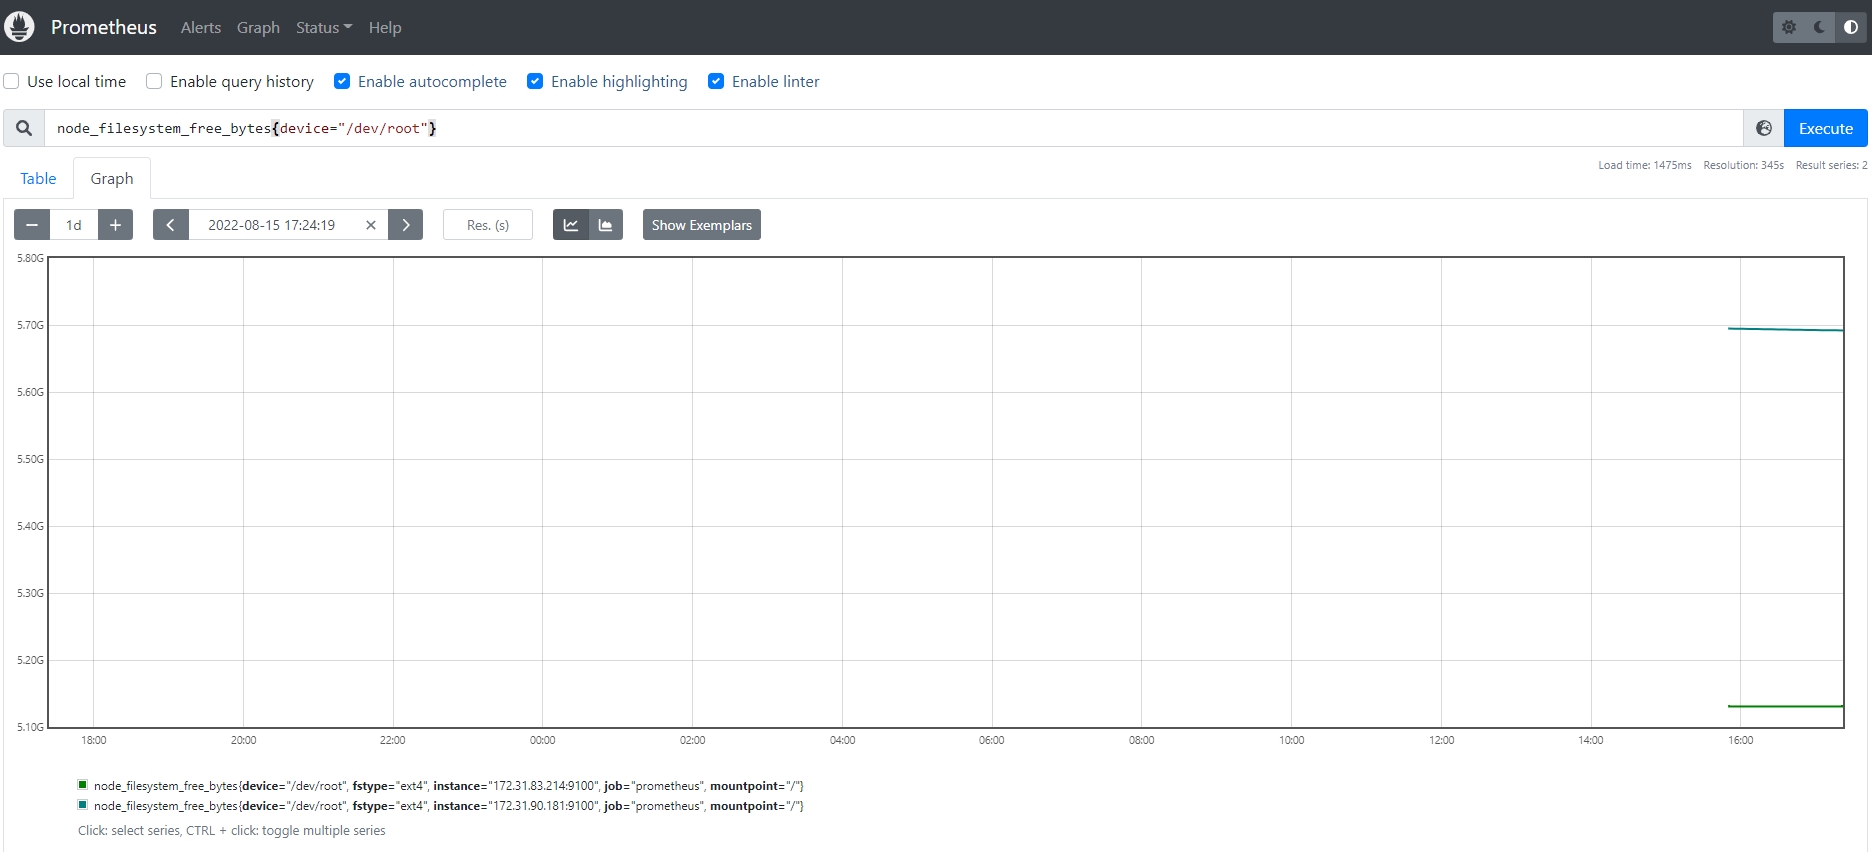 Prometheus Alerts Graph Status Help
Use local time Enable query history Enable autocomplete Enable highlighting Enable linter
node_filesystem_free_bytes{device="/dev/root"} Execute
Table Graph Load time: 1475ms Resolution: 345s Result series: 2
1d 2022-08-15 17:24:19 Res. (s) Show Exemplars
5.80G
5.70G
5.60G
5.50G
5.40G
5.30G
5.20G
5.10G
18:00 20:00 22:00 00:00 02:00 04:00 06:00 08:00 10:00 12:00 14:00 16:00
node_filesystem_free_bytes{device="/dev/root", fstype="ext4", instance="172.31.83.214:9100", job="prometheus", mountpoint="/"}
node_filesystem_free_bytes{device="/dev/root", fstype="ext4", instance="172.31.90.181:9100", job="prometheus", mountpoint="/"}
Click: select series, CTRL + click: toggle multiple series